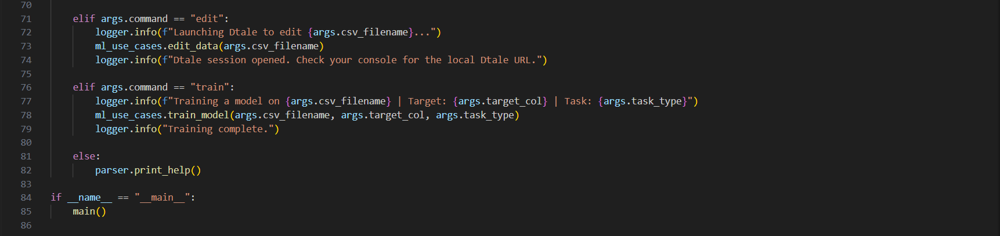 70
71 elif args.command == "edit":
72 logger.info(f"Launching Dtale to edit {args.csv_filename}...")
73 ml_use_cases.edit_data(args.csv_filename)
74 logger.info(f"Dtale session opened. Check your console for the local Dtale URL.")
75
76 elif args.command == "train":
77 logger.info(f"Training a model on {args.csv_filename} | Target: {args.target_col} | Task: {args.task_type}")
78 ml_use_cases.train_model(args.csv_filename, args.target_col, args.task_type)
79 logger.info("Training complete.")
80
81 else:
82 parser.print_help()
83
84 if __name__ == "__main__":
85 main()
86